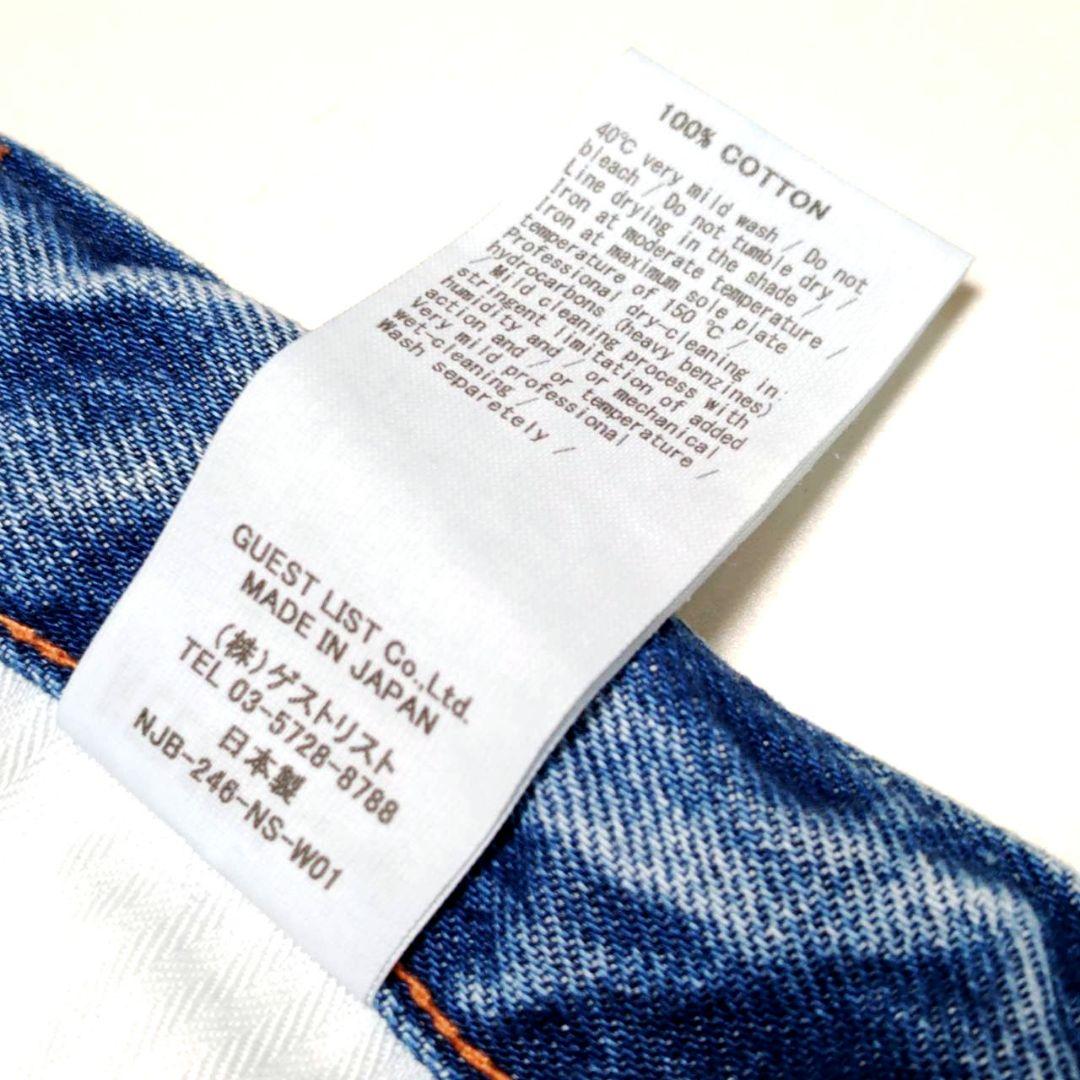 100% COTTON
40℃ very mild wash / Do not
bleach / Do not tumble dry /
Line drying in the shade /
Iron at moderate temperature /
Iron at maximum sole plate
temperature of 150 ℃ /
Professional dry-cleaning in:
hydrocarbons (heavy benzines)
/ Mild cleaning process With
stringent limitation of added
humidity and / or mechanical
action and / or temperature /
Very mild professional
wet-cleaning /
Wash separetely /
GUEST LIST Co.,Ltd.
MADE IN JAPAN
(株)ゲストリスト
TEL 03-5728-8788
日本製
NJB-246-NS-W01